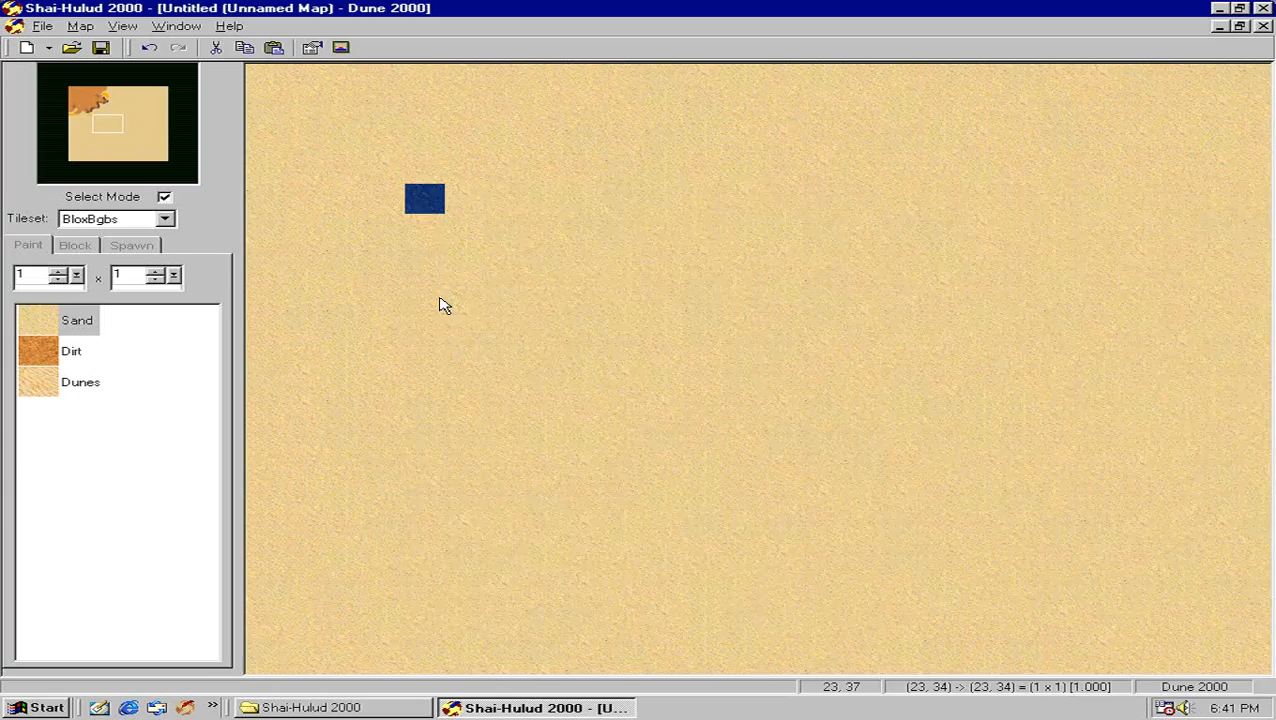 Shai-Hulud 2000 - [Untitled (Unnamed Map) - Dune 2000]
File Map View Window Help
Select Mode
Tileset: BloxBgbs
Paint Block Spawn
1 x 1
Sand
Dirt
Dunes
23, 37 (23, 34) -> (23, 34) = (1 x 1) [1.000] Dune 2000
Start » Shai-Hulud 2000 Shai-Hulud 2000 - [U... 6:41 PM